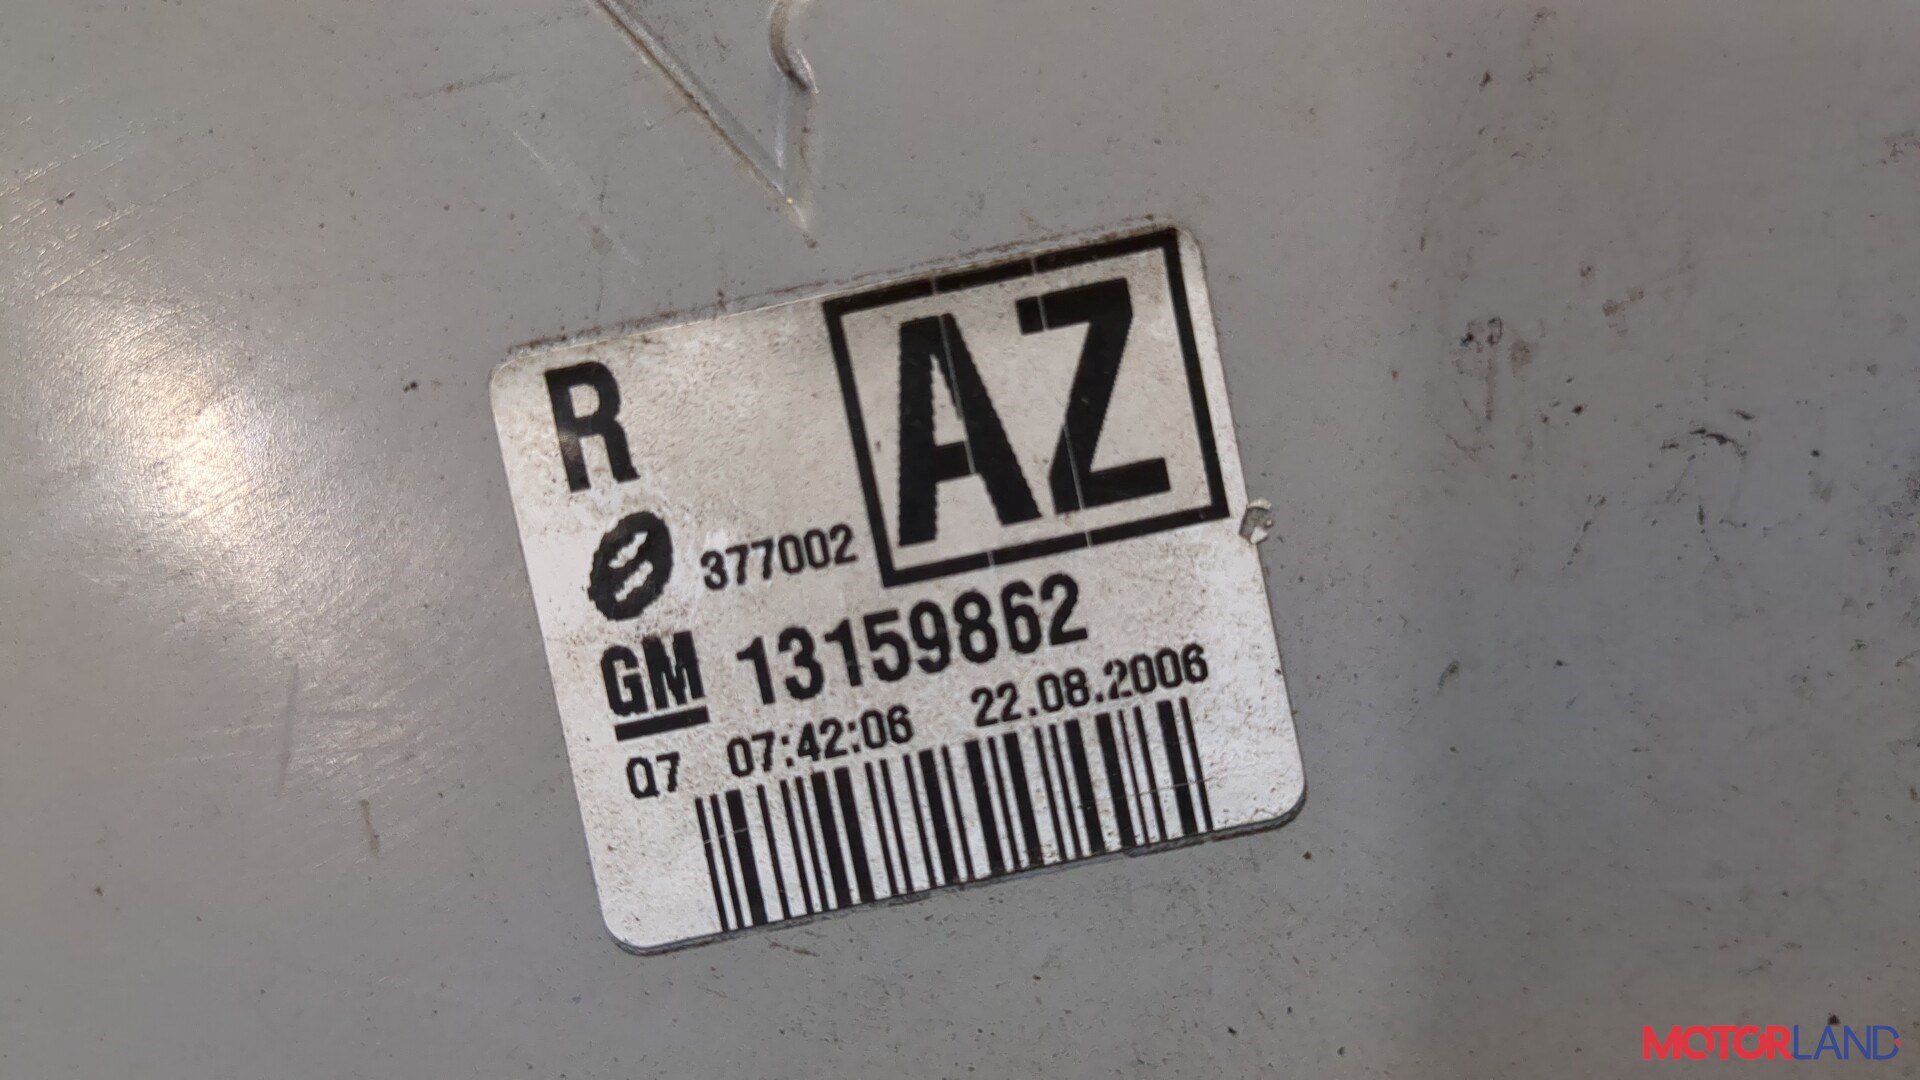 R
AZ
377002
GM 13159862
Q7 07:42:06 22.08.2006
MOTORLAND